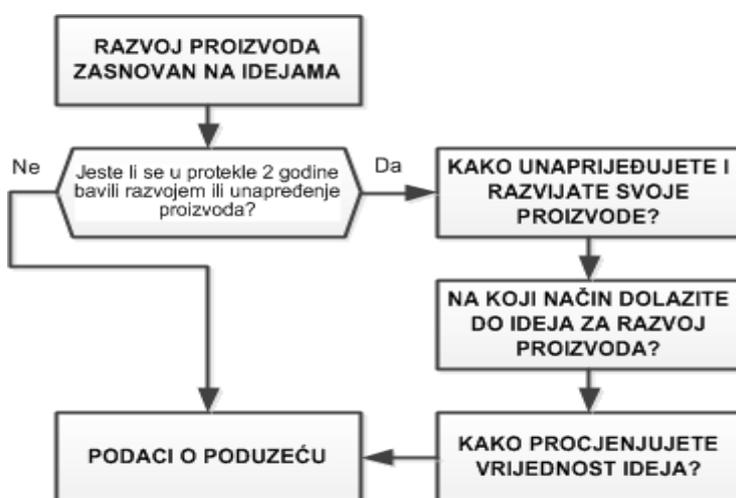 RAZVOJ PROIZVODA
ZASNOVAN NA IDEJAMA
Ne
Jeste li se u protekle 2 godine
bavili razvojem ili unapređenje
proizvoda?
Da
KAKO UNAPRIJEĐUJETE I
RAZVIJATE SVOJE
PROIZVODE?
NA KOJI NAČIN DOLAZITE
DO IDEJA ZA RAZVOJ
PROIZVODA?
KAKO PROCJENJUJETE
VRIJEDNOST IDEJA?
PODACI O PODUZEĆU